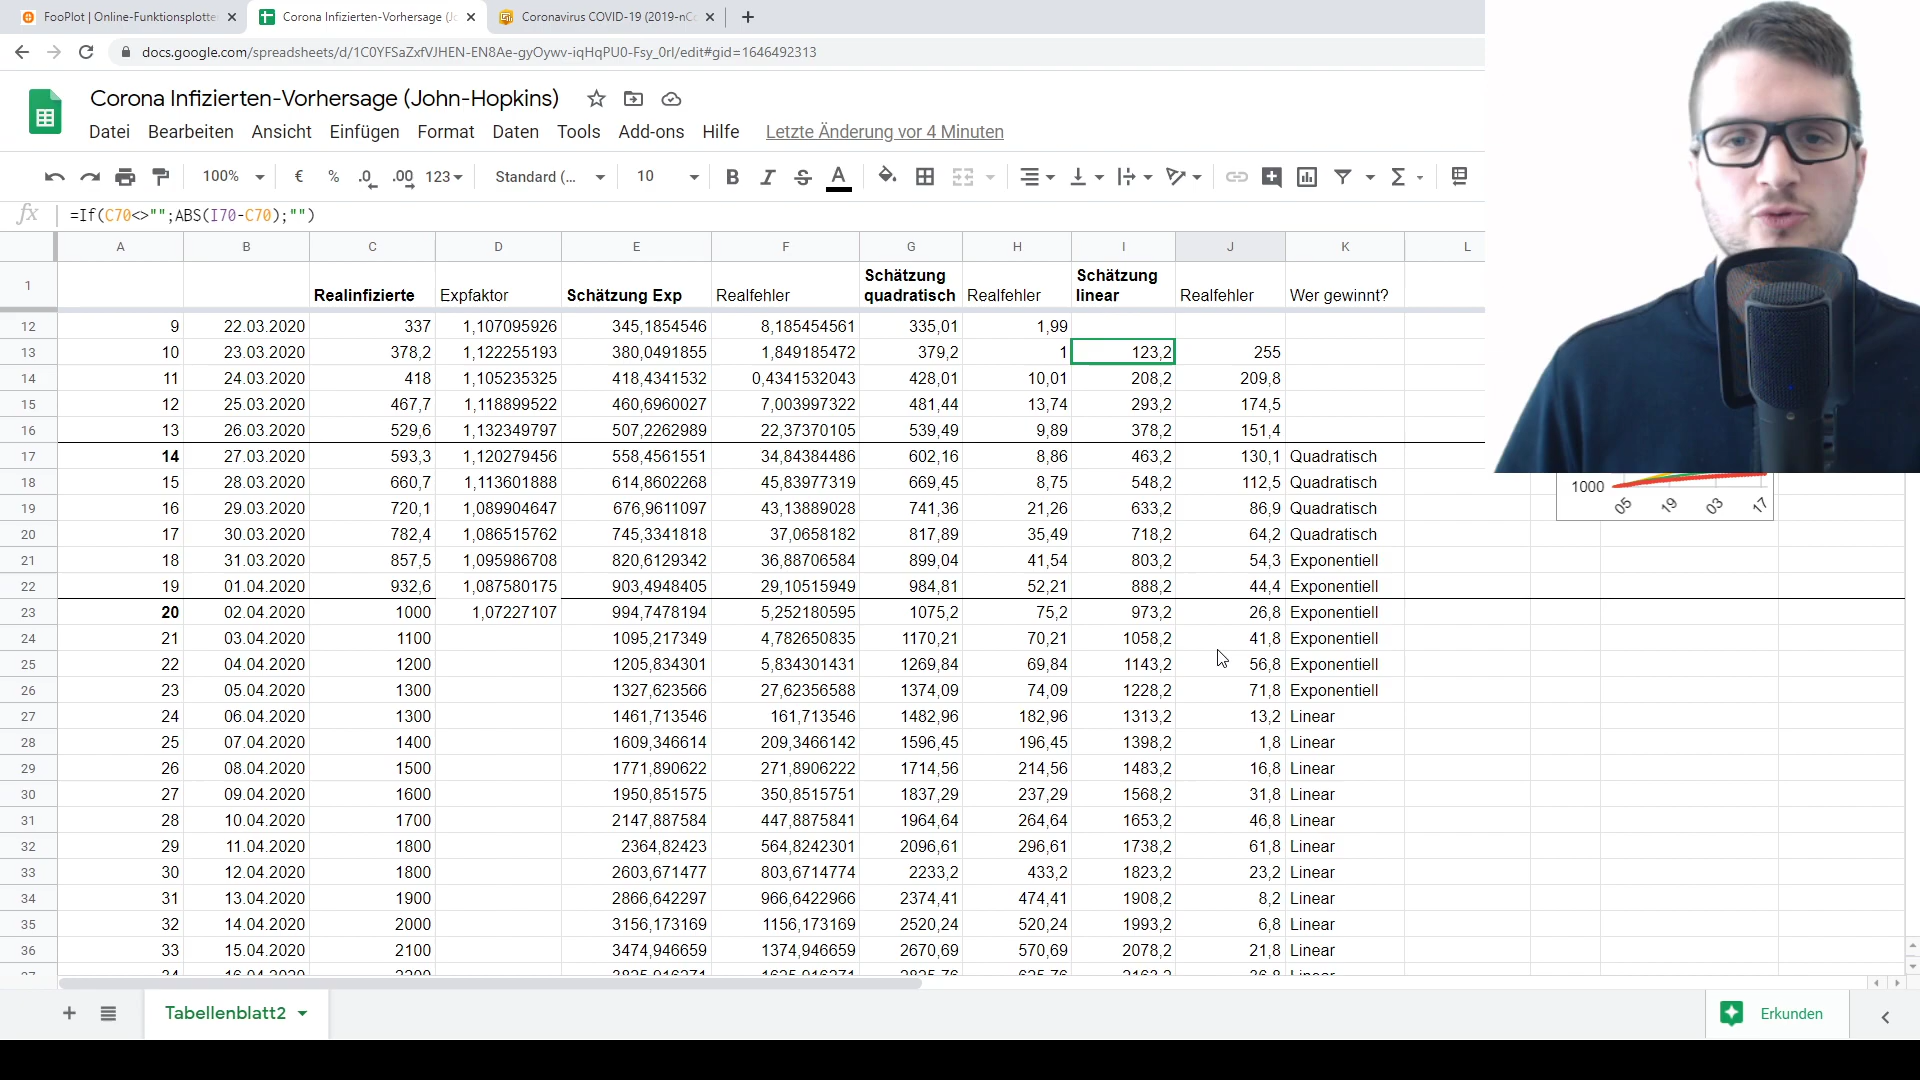 FooPlot | Online-Funktionsplotte
Corona Infizierten-Vorhersage (Jo
Coronavirus COVID-19 (2019-nC
docs.google.com/spreadsheets/d/1C0YFSaZxfVJHEN-EN8Ae-gyOywv-iqHqPU0-Fsy_0rI/edit#gid=1646492313
Corona Infizierten-Vorhersage (John-Hopkins)
Datei Bearbeiten Ansicht Einfügen Format Daten Tools Add-ons Hilfe Letzte Änderung vor 4 Minuten
100% € % .0 .00 123 Standard (... 10 B I S A
fx =If(C70<>"";ABS(I70-C70);"")
A B C D E F G H I J K L
1 Realinfizierte Expfaktor Schätzung Exp Realfehler Schätzung quadratisch Realfehler Schätzung linear Realfehler Wer gewinnt?
12 9 22.03.2020 337 1,107095926 345,1854546 8,185454561 335,01 1,99
13 10 23.03.2020 378,2 1,122255193 380,0491855 1,849185472 379,2 1 123,2 255
14 11 24.03.2020 418 1,105235325 418,4341532 0,4341532043 428,01 10,01 208,2 209,8
15 12 25.03.2020 467,7 1,118899522 460,6960027 7,003997322 481,44 13,74 293,2 174,5
16 13 26.03.2020 529,6 1,132349797 507,2262989 22,37370105 539,49 9,89 378,2 151,4
17 14 27.03.2020 593,3 1,120279456 558,4561551 34,84384486 602,16 8,86 463,2 130,1 Quadratisch
18 15 28.03.2020 660,7 1,113601888 614,8602268 45,83977319 669,45 8,75 548,2 112,5 Quadratisch
19 16 29.03.2020 720,1 1,089904647 676,9611097 43,13889028 741,36 21,26 633,2 86,9 Quadratisch
20 17 30.03.2020 782,4 1,086515762 745,3341818 37,0658182 817,89 35,49 718,2 64,2 Quadratisch
21 18 31.03.2020 857,5 1,095986708 820,6129342 36,88706584 899,04 41,54 803,2 54,3 Exponentiell
22 19 01.04.2020 932,6 1,087580175 903,4948405 29,10515949 984,81 52,21 888,2 44,4 Exponentiell
23 20 02.04.2020 1000 1,07227107 994,7478194 5,252180595 1075,2 75,2 973,2 26,8 Exponentiell
24 21 03.04.2020 1100 1095,217349 4,782650835 1170,21 70,21 1058,2 41,8 Exponentiell
25 22 04.04.2020 1200 1205,834301 5,834301431 1269,84 69,84 1143,2 56,8 Exponentiell
26 23 05.04.2020 1300 1327,623566 27,62356588 1374,09 74,09 1228,2 71,8 Exponentiell
27 24 06.04.2020 1300 1461,713546 161,713546 1482,96 182,96 1313,2 13,2 Linear
28 25 07.04.2020 1400 1609,346614 209,3466142 1596,45 196,45 1398,2 1,8 Linear
29 26 08.04.2020 1500 1771,890622 271,8906222 1714,56 214,56 1483,2 16,8 Linear
30 27 09.04.2020 1600 1950,851575 350,8515751 1837,29 237,29 1568,2 31,8 Linear
31 28 10.04.2020 1700 2147,887584 447,8875841 1964,64 264,64 1653,2 46,8 Linear
32 29 11.04.2020 1800 2364,82423 564,8242301 2096,61 296,61 1738,2 61,8 Linear
33 30 12.04.2020 1800 2603,671477 803,6714774 2233,2 433,2 1823,2 23,2 Linear
34 31 13.04.2020 1900 2866,642297 966,6422966 2374,41 474,41 1908,2 8,2 Linear
35 32 14.04.2020 2000 3156,173169 1156,173169 2520,24 520,24 1993,2 6,8 Linear
36 33 15.04.2020 2100 3474,946659 1374,946659 2670,69 570,69 2078,2 21,8 Linear
1000
05 19 03 17
Tabellenblatt2
Erkunden